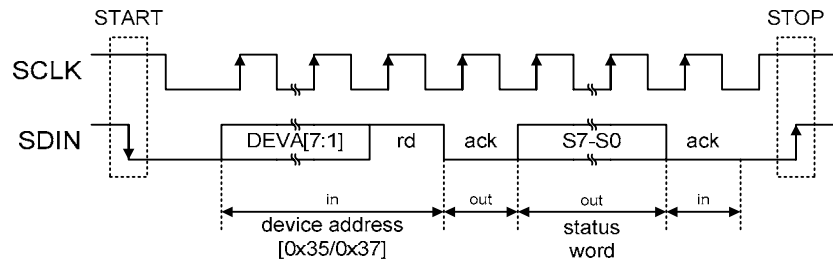 START STOP
SCLK
SDIN DEVA[7:1] rd ack S7-S0 ack
in out out in
device address status
[0x35/0x37] word